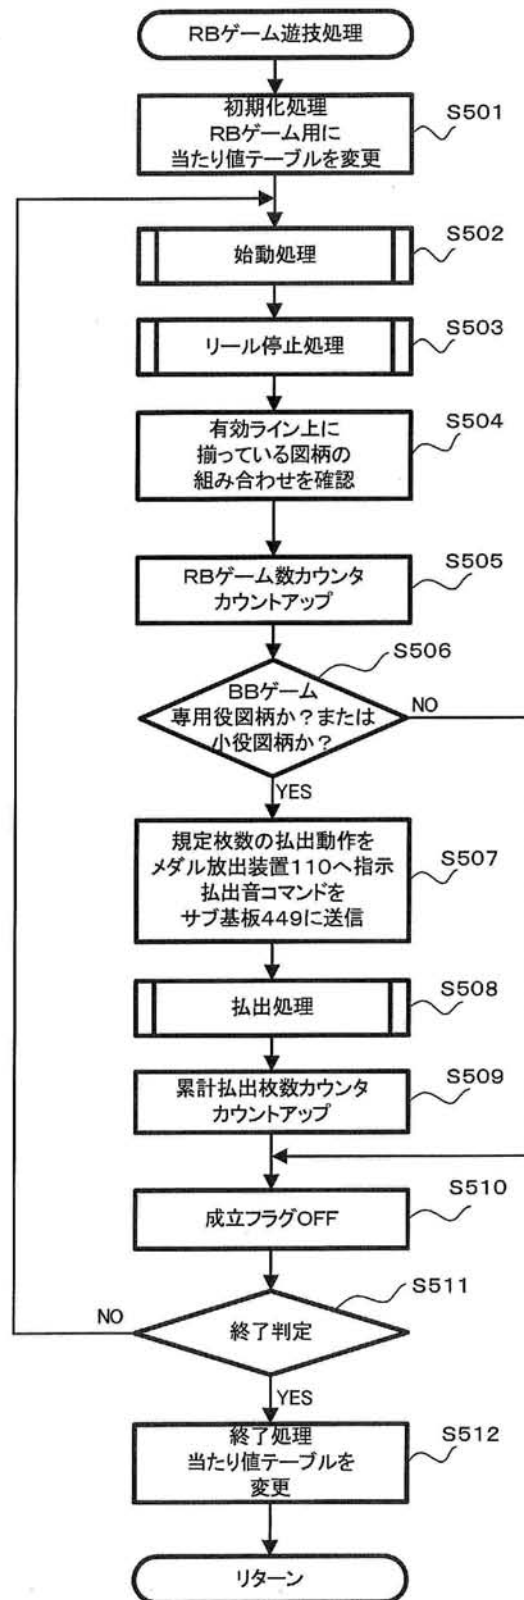 RBゲーム遊技処理
初期化処理
RBゲーム用に
当たり値テーブルを変更
S501
始動処理
S502
リール停止処理
S503
有効ライン上に
揃っている図柄の
組み合わせを確認
S504
RBゲーム数カウンタ
カウントアップ
S505
S506
BBゲーム
専用役図柄か？または
小役図柄か？
NO
YES
規定枚数の払出動作を
メダル放出装置110へ指示
払出音コマンドを
サブ基板449に送信
S507
払出処理
S508
累計払出枚数カウンタ
カウントアップ
S509
成立フラグOFF
S510
S511
終了判定
NO
YES
終了処理
当たり値テーブルを
変更
S512
リターン